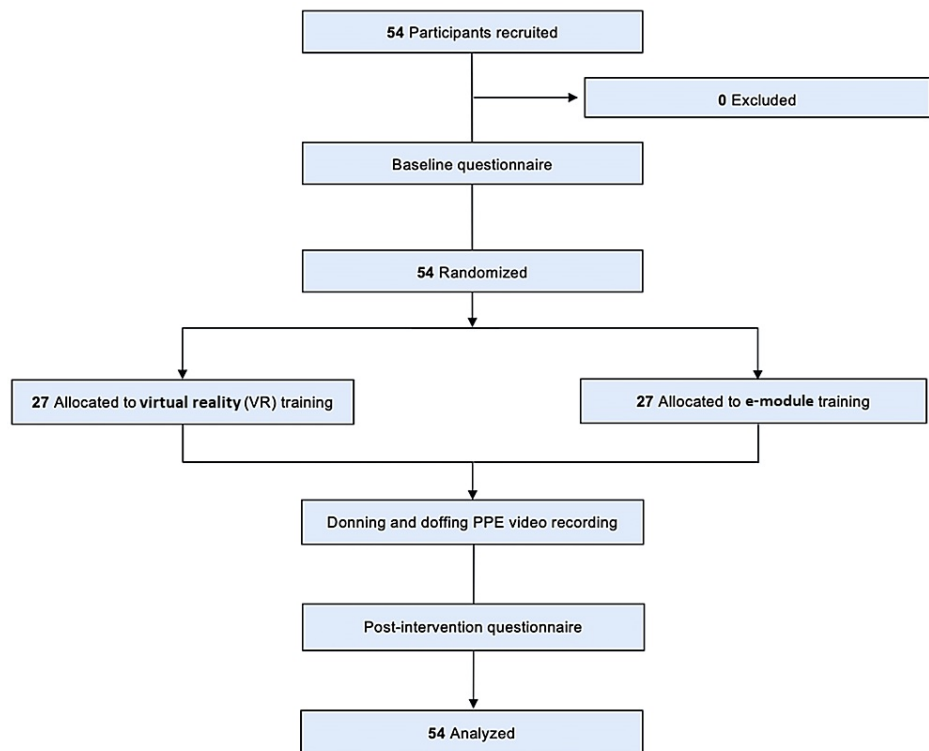 54 Participants recruited
0 Excluded
Baseline questionnaire
54 Randomized
27 Allocated to virtual reality (VR) training
27 Allocated to e-module training
Donning and doffing PPE video recording
Post-intervention questionnaire
54 Analyzed